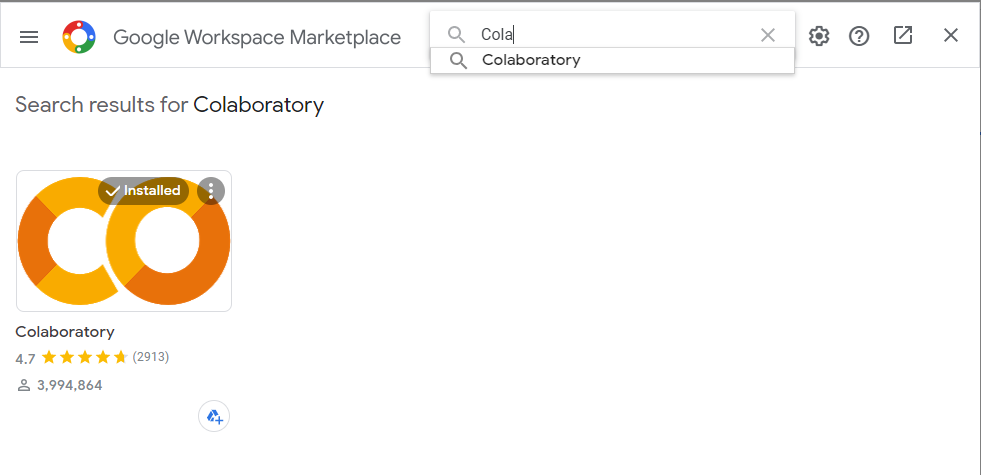 Google Workspace Marketplace
Cola
Colaboratory
Search results for Colaboratory
Installed
Colaboratory
4.7 (2913)
3,994,864